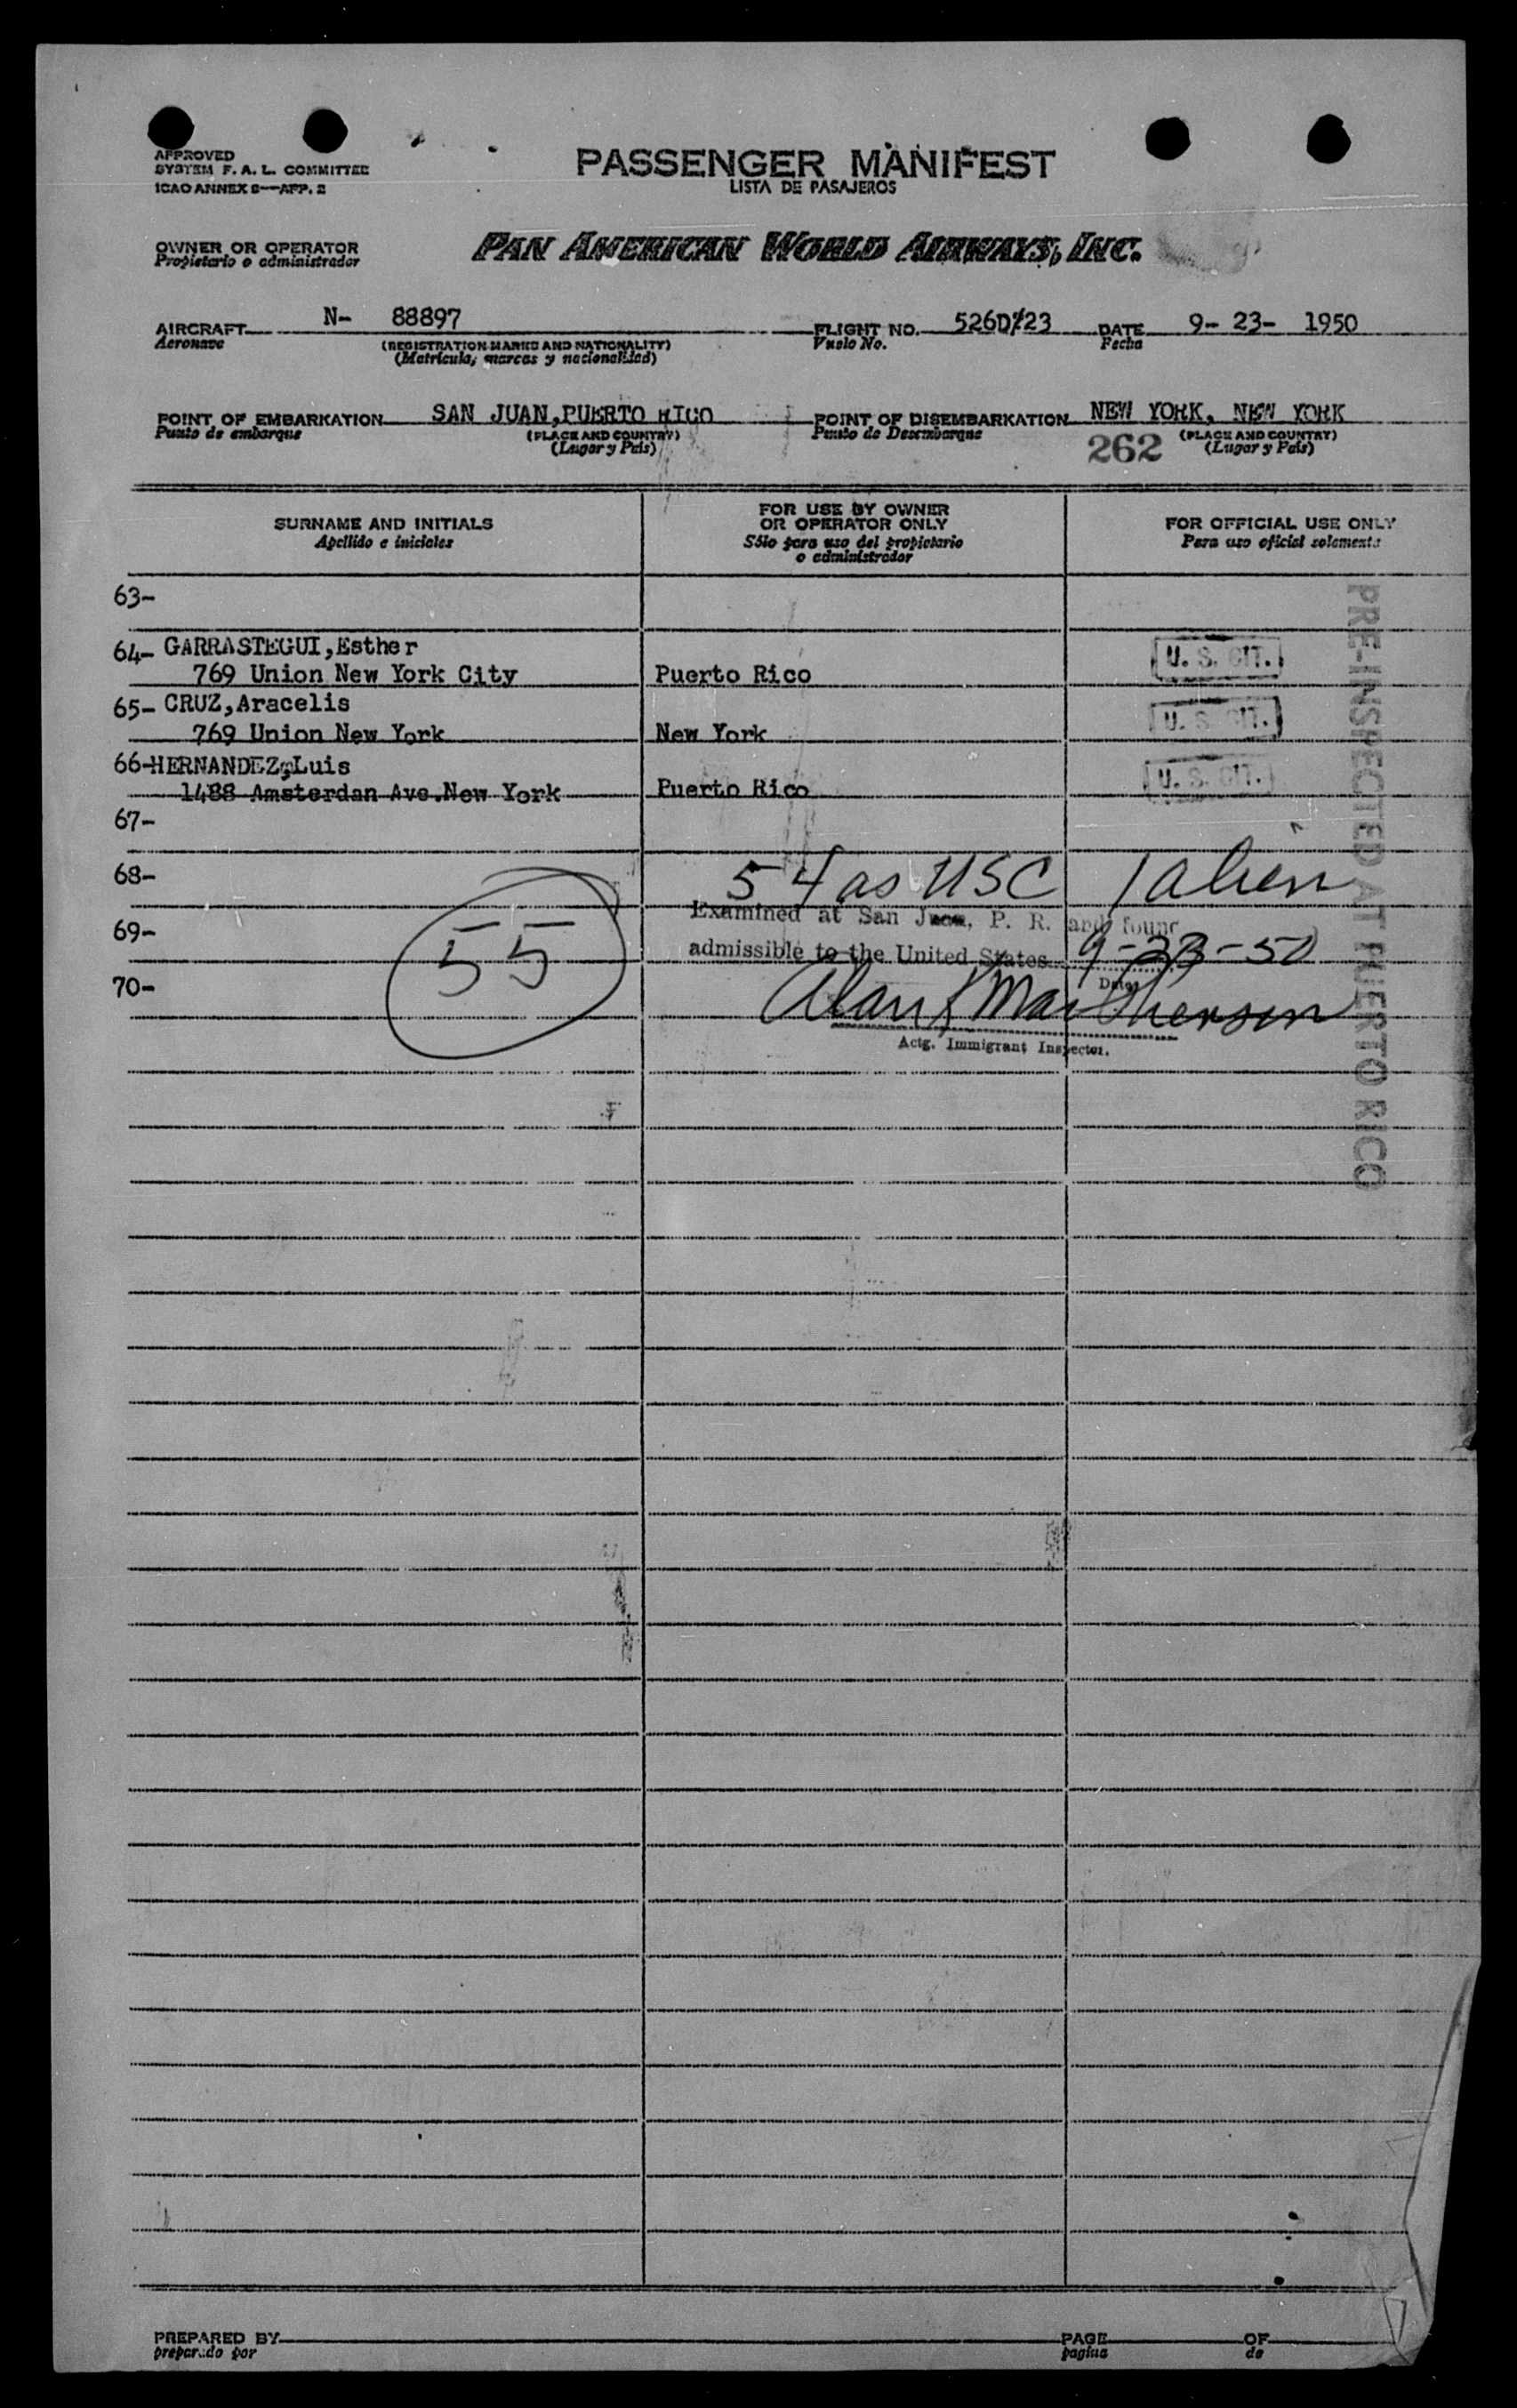 APPROVED
SYSTEM F. A. L. COMMITTEE
ICAO ANNEX 9—APP. 2
PASSENGER MANIFEST
LISTA DE PASAJEROS
OWNER OR OPERATOR
Propietario o administrador
PAN AMERICAN WORLD AIRWAYS, INC.
AIRCRAFT N- 88897 FLIGHT NO. 526D/23 DATE 9- 23- 1950
Aeronave (REGISTRATION MARKS AND NATIONALITY) Vuelo No. Fecha
(Matricula, marcas y nacionalidad)
POINT OF EMBARKATION SAN JUAN,PUERTO RICO POINT OF DISEMBARKATION NEW YORK, NEW YORK
Punto de embarque (PLACE AND COUNTRY) Punto de Desembarque 262 (PLACE AND COUNTRY)
(Lugar y País) (Lugar y País)
SURNAME AND INITIALS
Apellido e iniciales
FOR USE BY OWNER
OR OPERATOR ONLY
Sólo para uso del propietario
o administrador
FOR OFFICIAL USE ONLY
Para uso oficial solamente
63-
64- GARRASTEGUI,Esther U. S. CIT.
769 Union New York City Puerto Rico
65- CRUZ,Aracelis U. S. CIT.
769 Union New York New York
66-HERNANDEZ,Luis U. S. CIT.
1488 Amsterdan Ave.New York Puerto Rico
67-
68- 54 as USC 1 alien
69- 55 Examined at San Juan, P. R. and found
admissible to the United States 9-23-50
70- Date
Actg. Immigrant Inspector.
PRE-INSPECTED AT PUERTO RICO
PREPARED BY PAGE OF
preparado por pagina de